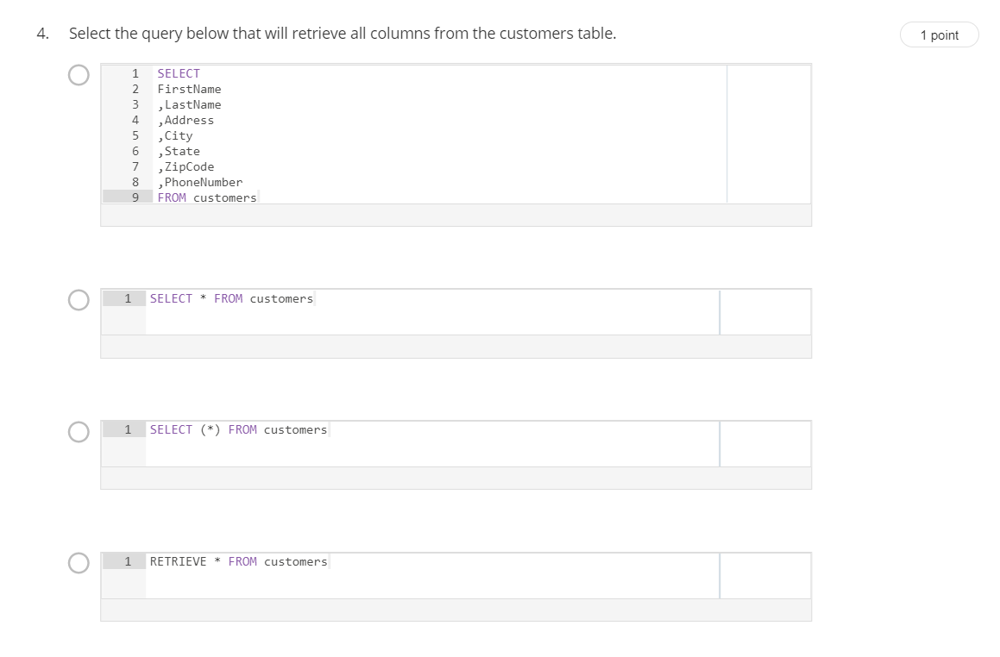 4. Select the query below that will retrieve all columns from the customers table.
1 point
1 SELECT
2 FirstName
3 ,LastName
4 ,Address
5 ,City
6 ,State
7 ,ZipCode
8 ,PhoneNumber
9 FROM customers
1 SELECT * FROM customers
1 SELECT (*) FROM customers
1 RETRIEVE * FROM customers